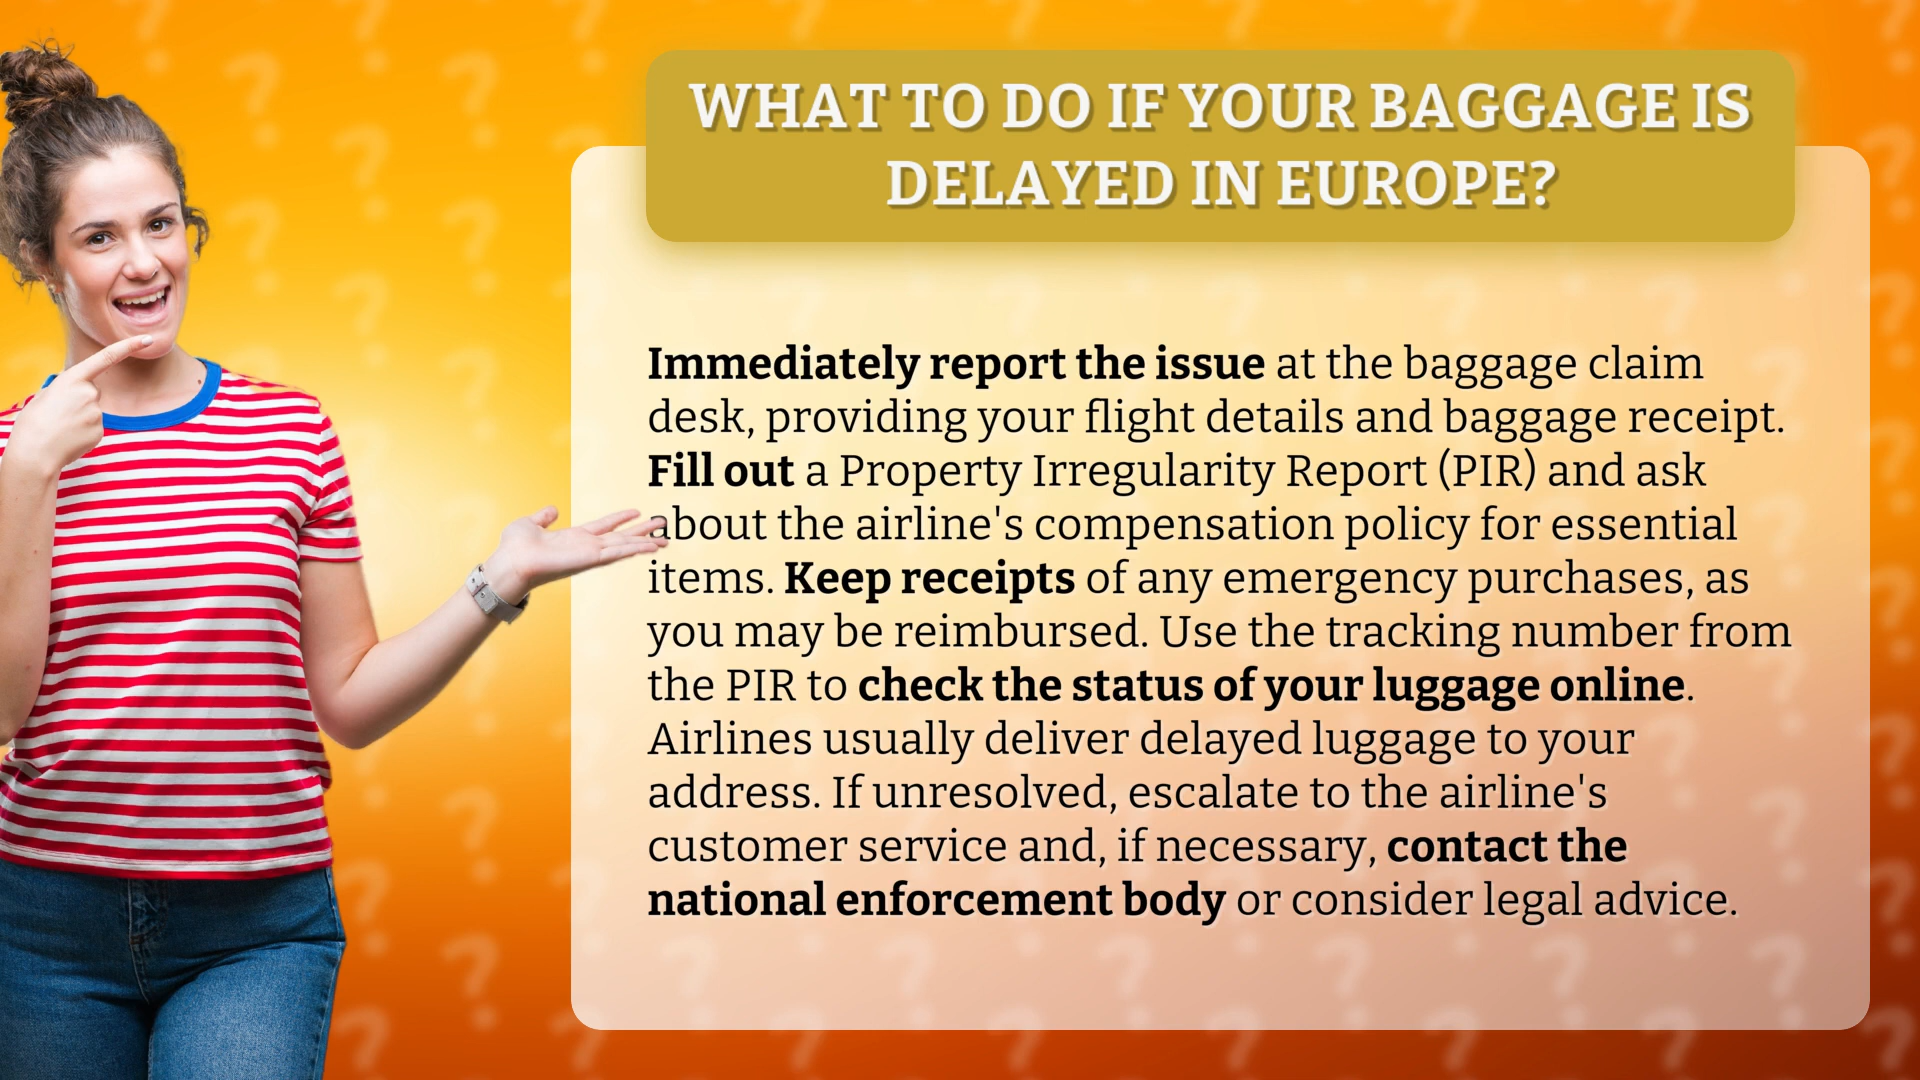 WHAT TO DO IF YOUR BAGGAGE IS
DELAYED IN EUROPE?
Immediately report the issue at the baggage claim
desk, providing your flight details and baggage receipt.
Fill out a Property Irregularity Report (PIR) and ask
about the airline's compensation policy for essential
items. Keep receipts of any emergency purchases, as
you may be reimbursed. Use the tracking number from
the PIR to check the status of your luggage online.
Airlines usually deliver delayed luggage to your
address. If unresolved, escalate to the airline's
customer service and, if necessary, contact the
national enforcement body or consider legal advice.